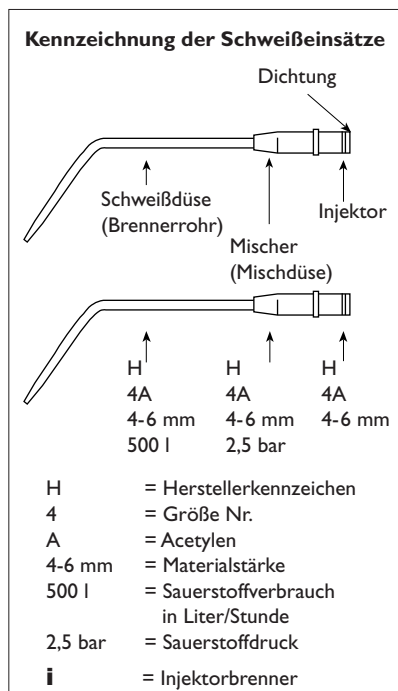 Kennzeichnung der Schweißeinsätze
Dichtung
Schweißdüse
(Brennerrohr)
Injektor
Mischer
(Mischdüse)
H H H
4A 4A 4A
4-6 mm 4-6 mm 4-6 mm
500 l 2,5 bar
H = Herstellerkennzeichen
4 = Größe Nr.
A = Acetylen
4-6 mm = Materialstärke
500 l = Sauerstoffverbrauch
in Liter/Stunde
2,5 bar = Sauerstoffdruck
i = Injektorbrenner